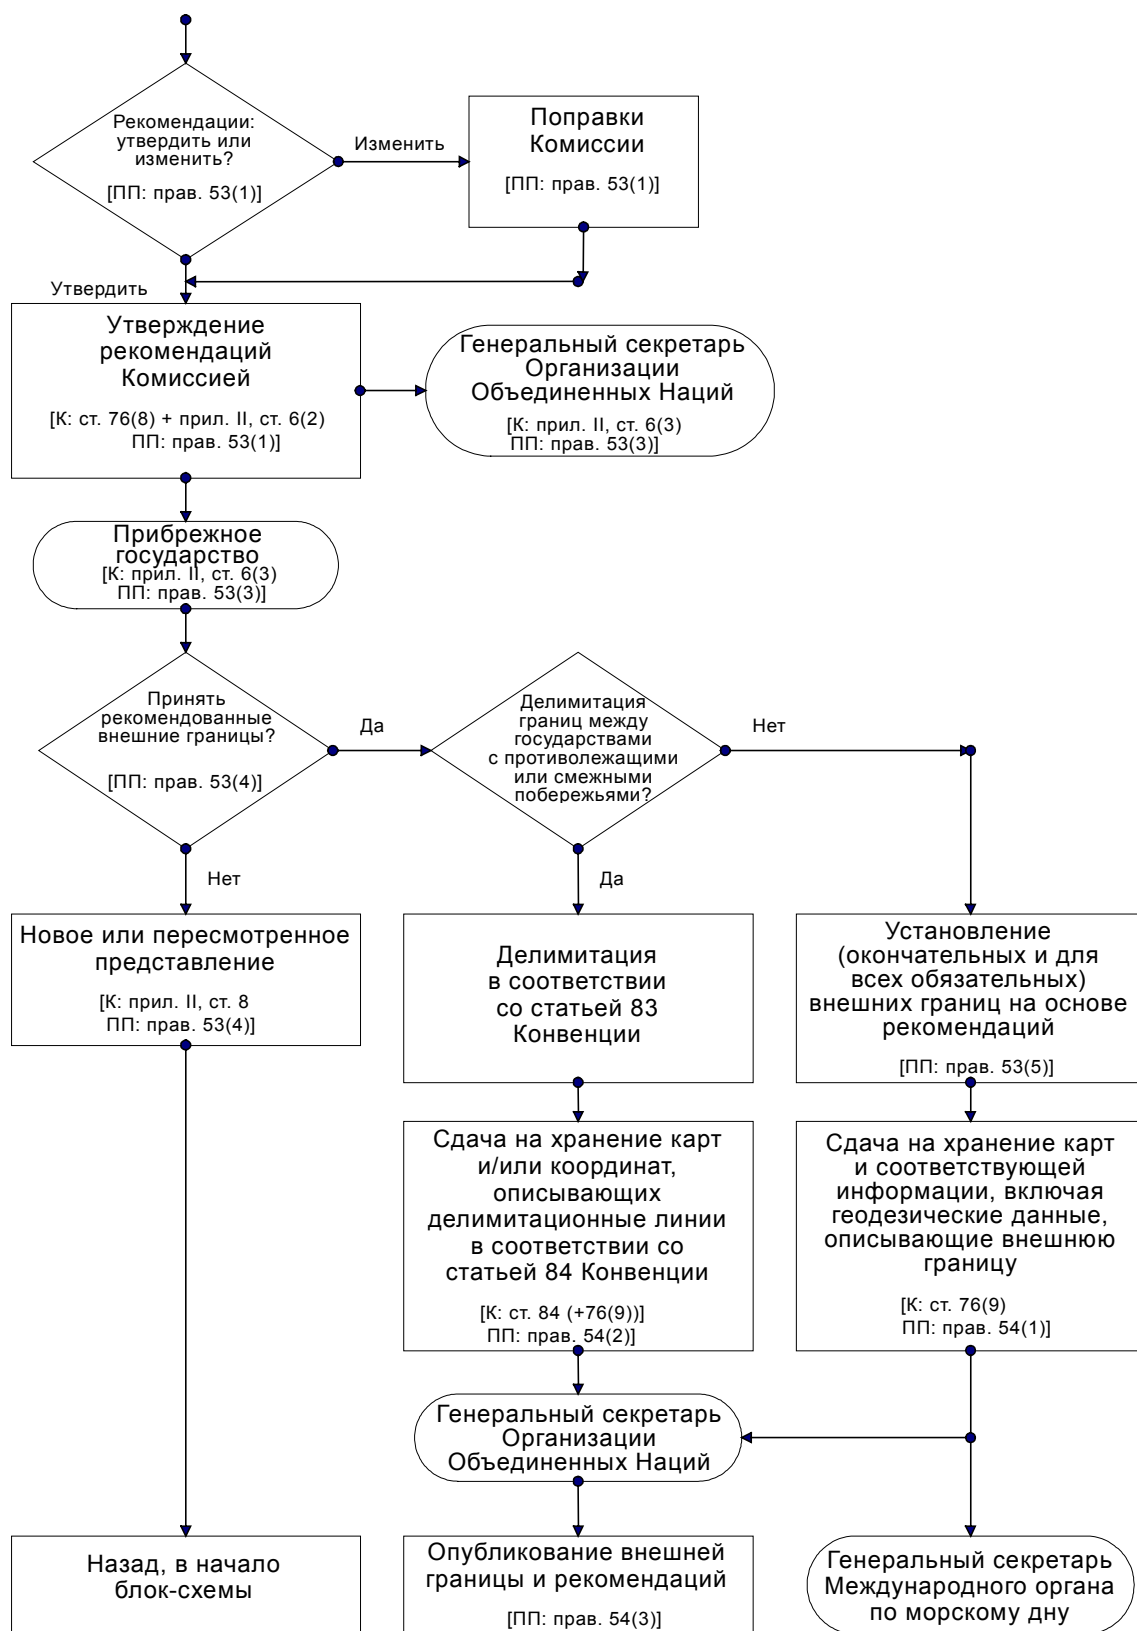 Рекомендации:
утвердить или
изменить?
[ПП: прав. 53(1)]
Изменить
Поправки
Комиссии
[ПП: прав. 53(1)]
Утвердить
Утверждение
рекомендаций
Комиссией
[К: ст. 76(8) + прил. II, ст. 6(2)
ПП: прав. 53(1)]
Генеральный секретарь
Организации
Объединенных Наций
[К: прил. II, ст. 6(3)
ПП: прав. 53(3)]
Прибрежное
государство
[К: прил. II, ст. 6(3)
ПП: прав. 53(3)]
Принять
рекомендованные
внешние границы?
[ПП: прав. 53(4)]
Да
Делимитация
границ между
государствами
с противолежащими
или смежными
побережьями?
Нет
Нет
Да
Новое или пересмотренное
представление
[К: прил. II, ст. 8
ПП: прав. 53(4)]
Делимитация
в соответствии
со статьей 83
Конвенции
Установление
(окончательных и для
всех обязательных)
внешних границ на основе
рекомендаций
[ПП: прав. 53(5)]
Сдача на хранение карт
и/или координат,
описывающих
делимитационные линии
в соответствии со
статьей 84 Конвенции
[К: ст. 84 (+76(9))]
ПП: прав. 54(2)]
Сдача на хранение карт
и соответствующей
информации, включая
геодезические данные,
описывающие внешнюю
границу
[К: ст. 76(9)
ПП: прав. 54(1)]
Генеральный секретарь
Организации
Объединенных Наций
Назад, в начало
блок-схемы
Опубликование внешней
границы и рекомендаций
[ПП: прав. 54(3)]
Генеральный секретарь
Международного органа
по морскому дну